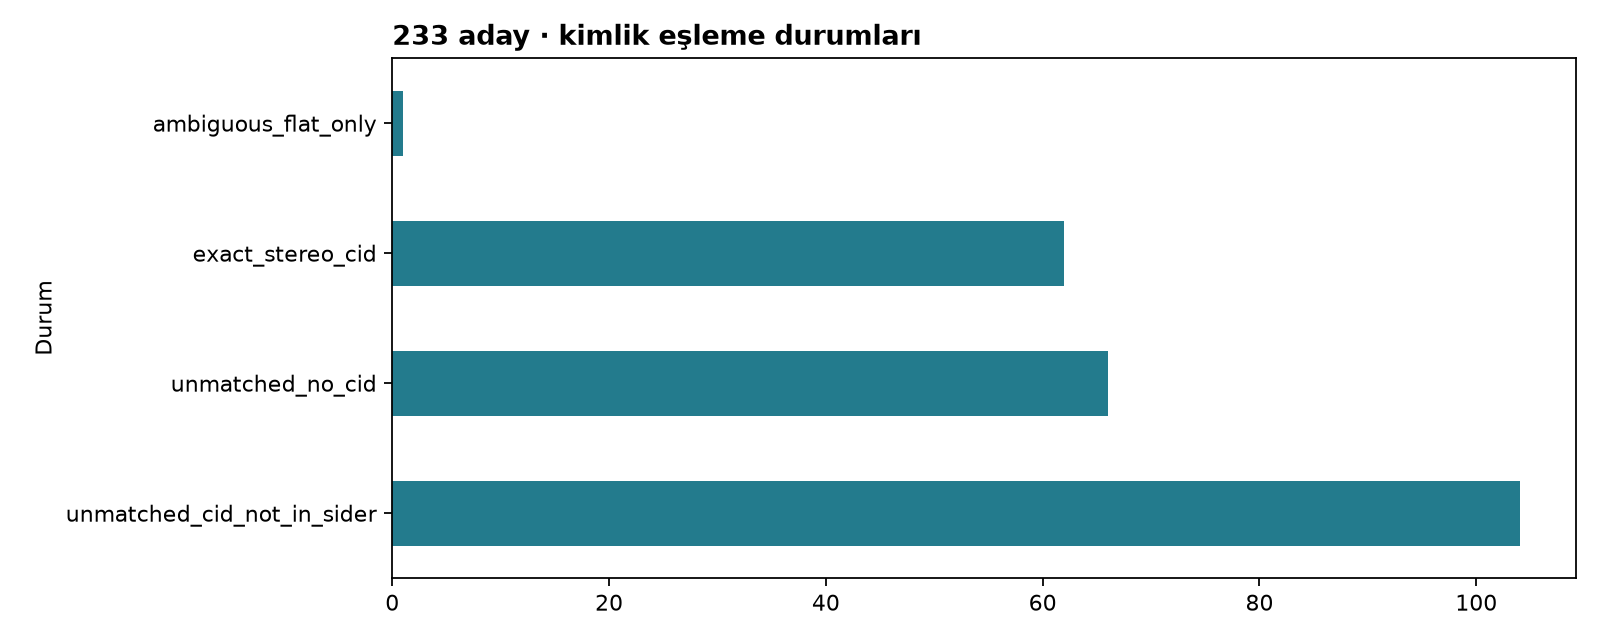 233 aday · kimlik eşleme durumları
ambiguous_flat_only
exact_stereo_cid
unmatched_no_cid
unmatched_cid_not_in_sider
Durum
0 20 40 60 80 100